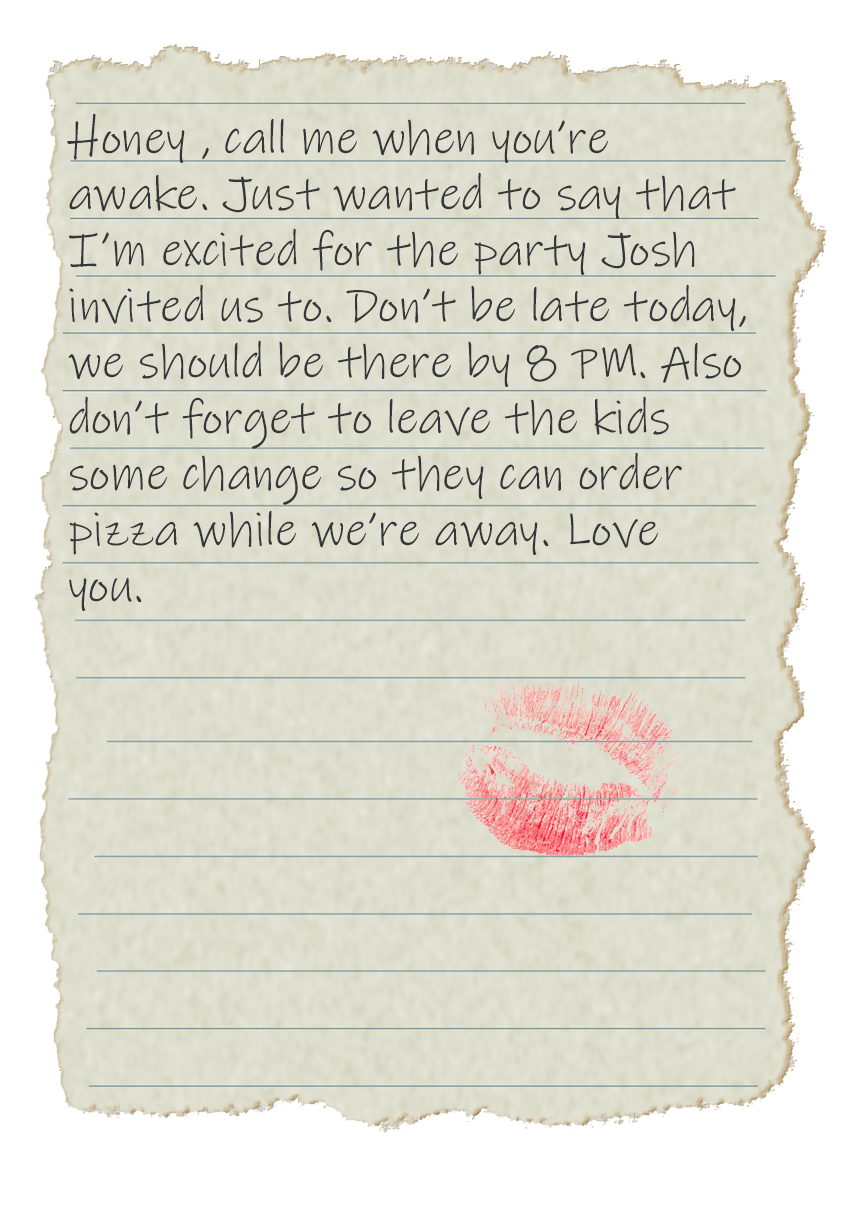 Honey , call me when you're
awake. Just wanted to say that
I'm excited for the party Josh
invited us to. Don't be late today,
we should be there by 8 PM. Also
don't forget to leave the kids
some change so they can order
pizza while we're away. Love
you.